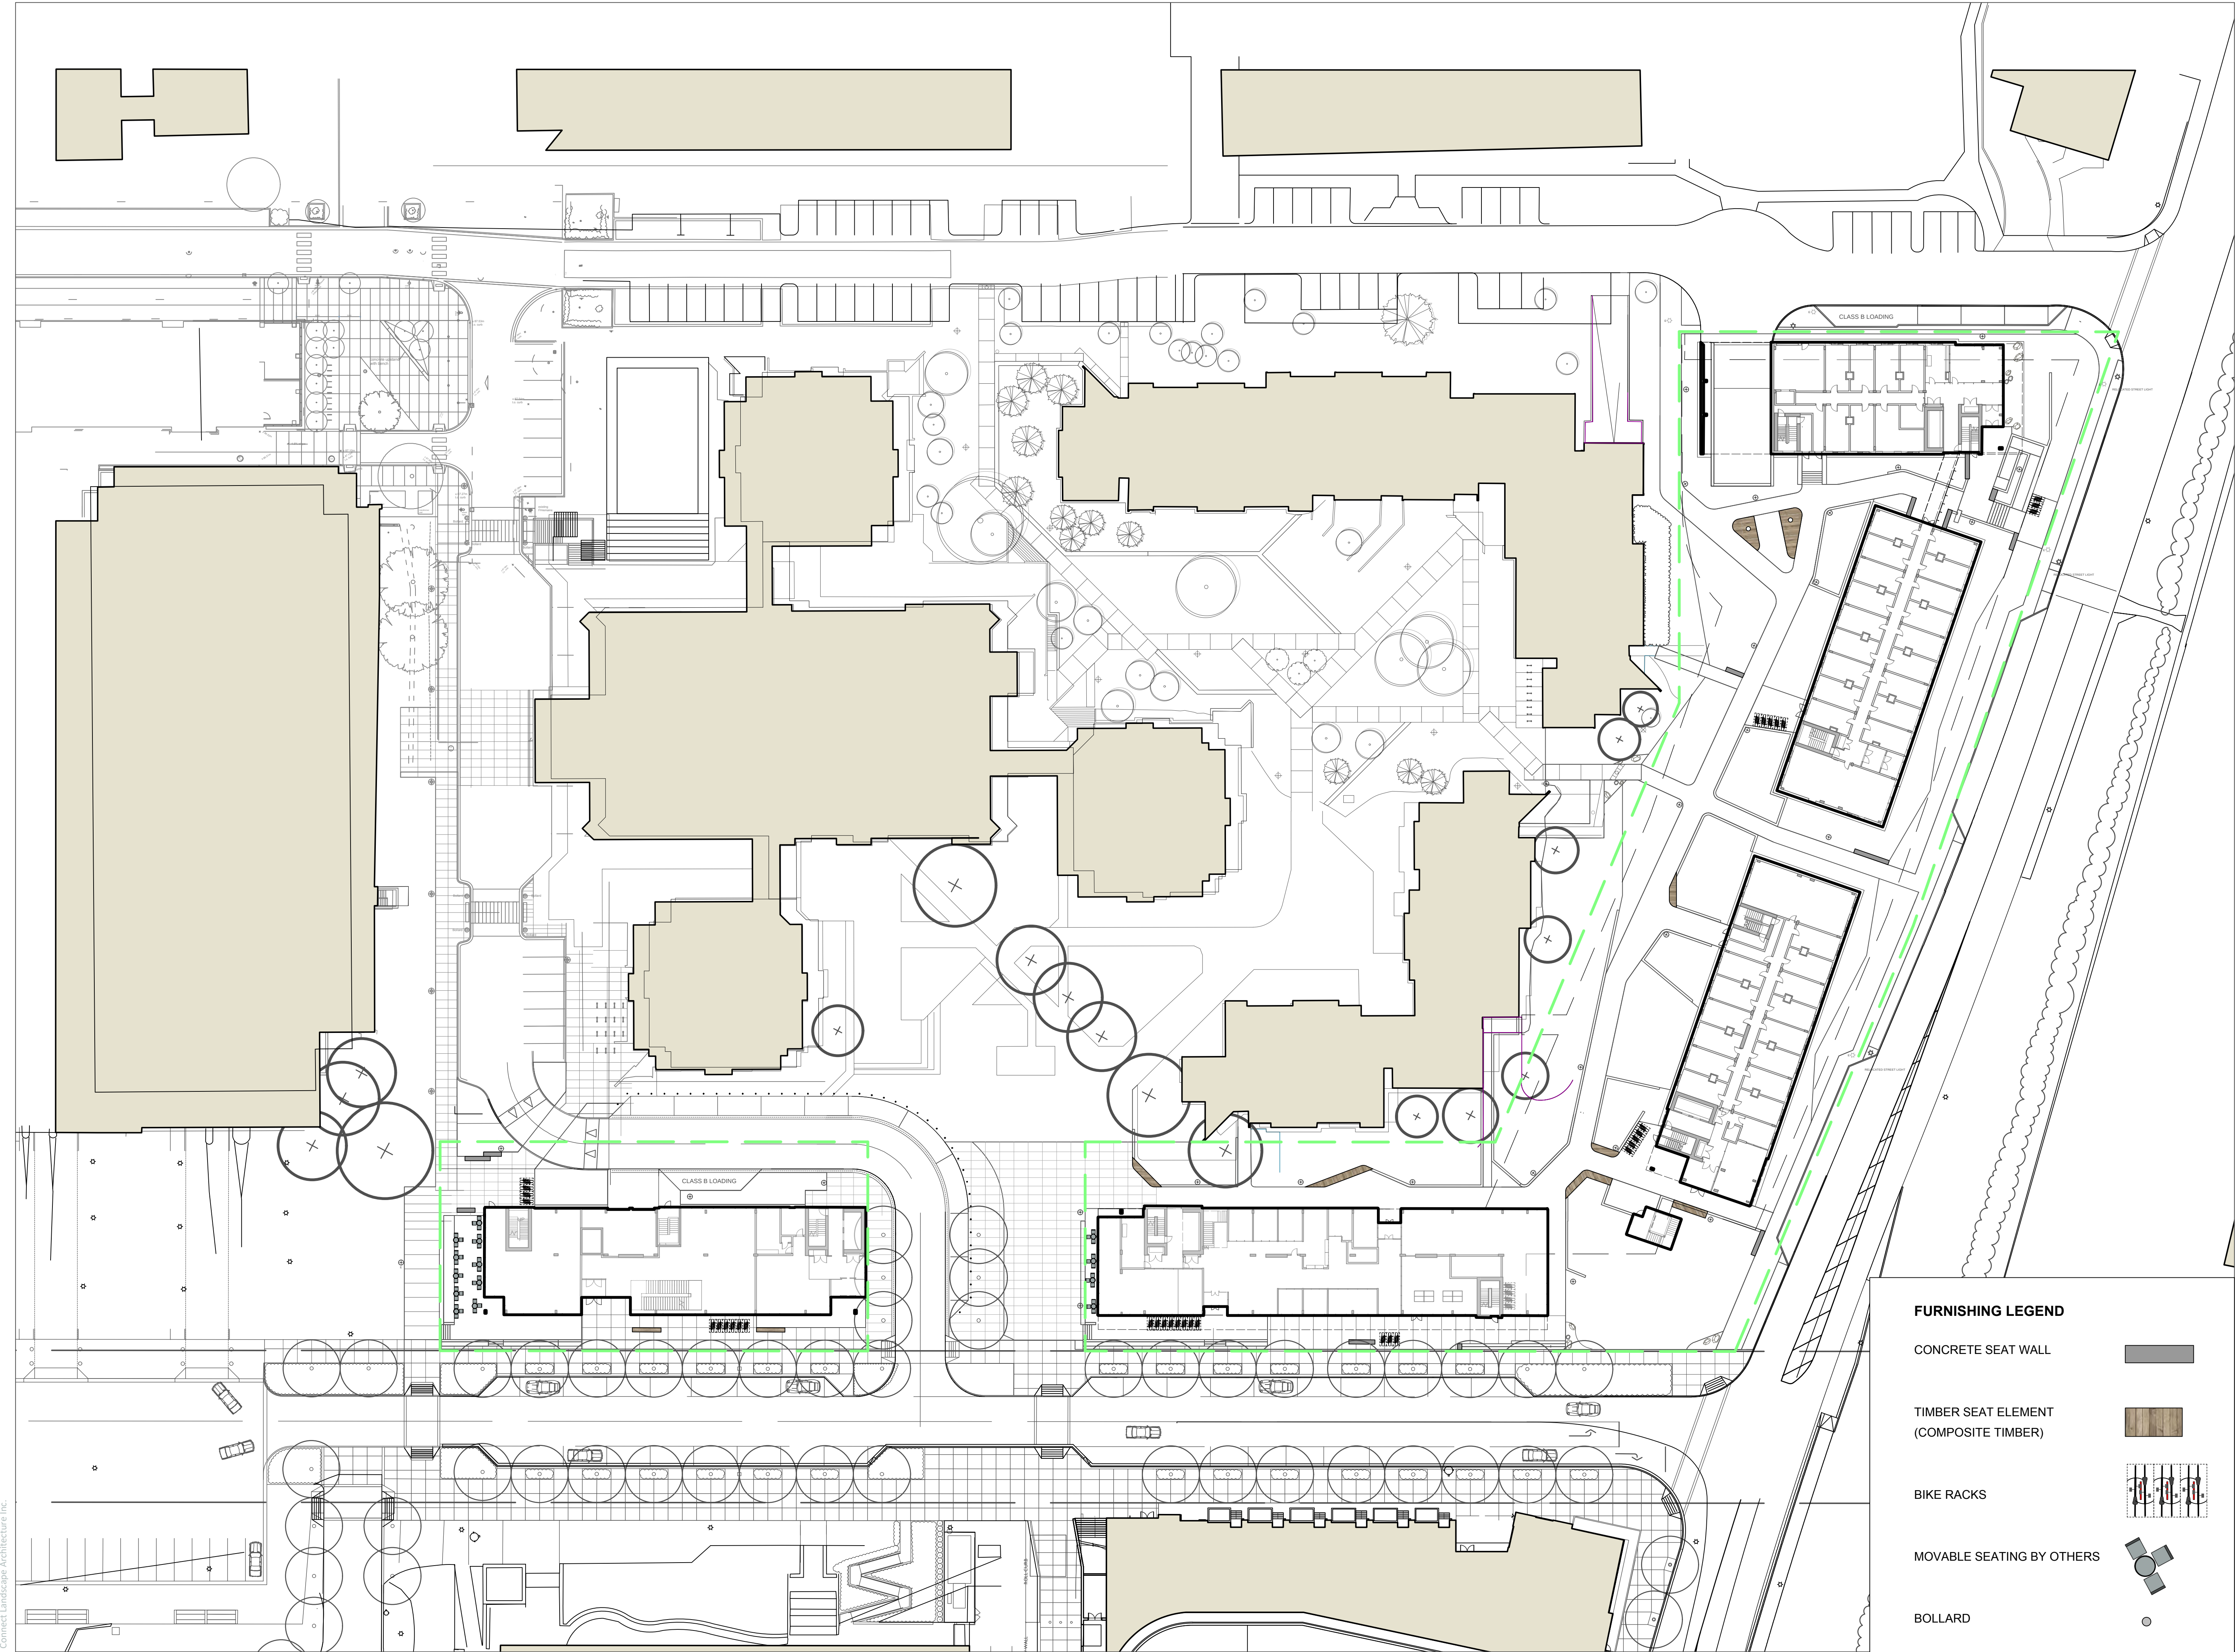 CLASS B LOADING
CLASS B LOADING
FURNISHING LEGEND
CONCRETE SEAT WALL
TIMBER SEAT ELEMENT
(COMPOSITE TIMBER)
BIKE RACKS
MOVABLE SEATING BY OTHERS
BOLLARD
Connect Landscape Architecture Inc.